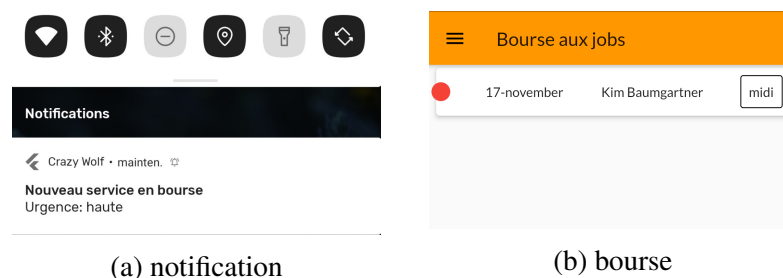 Notifications
Crazy Wolf • mainten.
Nouveau service en bourse
Urgence: haute
(a) notification
Bourse aux jobs
17-november Kim Baumgartner midi
(b) bourse